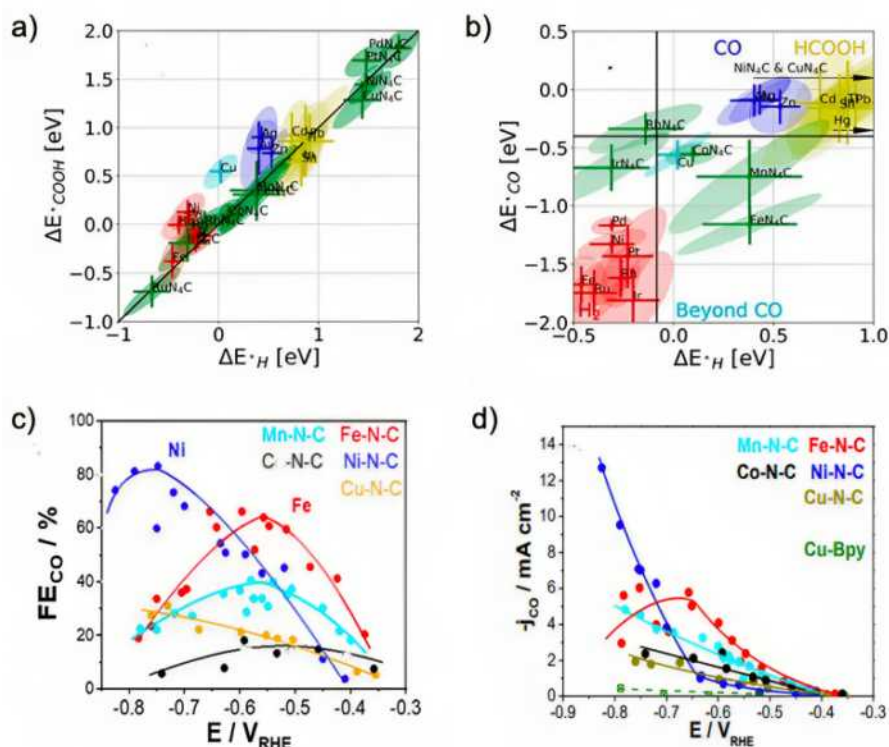 a)
2.0
1.5
1.0
0.5
0.0
−0.5
−1.0
−1
0
1
2
ΔE*COOH [eV]
ΔE*H [eV]
PdN4C
PtN4C
NiN4C
CuN4C
Cd
Pb
Ag
Zn
Cu
MnN4C
CoN4C
RhN4C
Ni
RuN4C
b)
CO
HCOOH
NiN4C & CuN4C
Cd
Sn
Tl
Pb
Zn
Hg
RhN4C
CoN4C
Cu
IrN4C
MnN4C
FeN4C
Pd
Ni
Pt
Rh
Fe
Ru
Ir
Beyond CO
0.0
−0.5
−1.0
−1.5
−2.0
−0.5
0.0
0.5
1.0
ΔE*CO [eV]
ΔE*H [eV]
c)
100
80
60
40
20
0
Ni
Mn-N-C Fe-N-C
C -N-C Ni-N-C
Cu-N-C
Fe
FECO / %
-0.8 -0.7 -0.6 -0.5 -0.4 -0.3
E / VRHE
d)
14
12
10
8
6
4
2
0
Mn-N-C Fe-N-C
Co-N-C Ni-N-C
Cu-N-C
Cu-Bpy
-jCO / mA cm-2
-0.9 -0.8 -0.7 -0.6 -0.5 -0.4 -0.3
E / VRHE